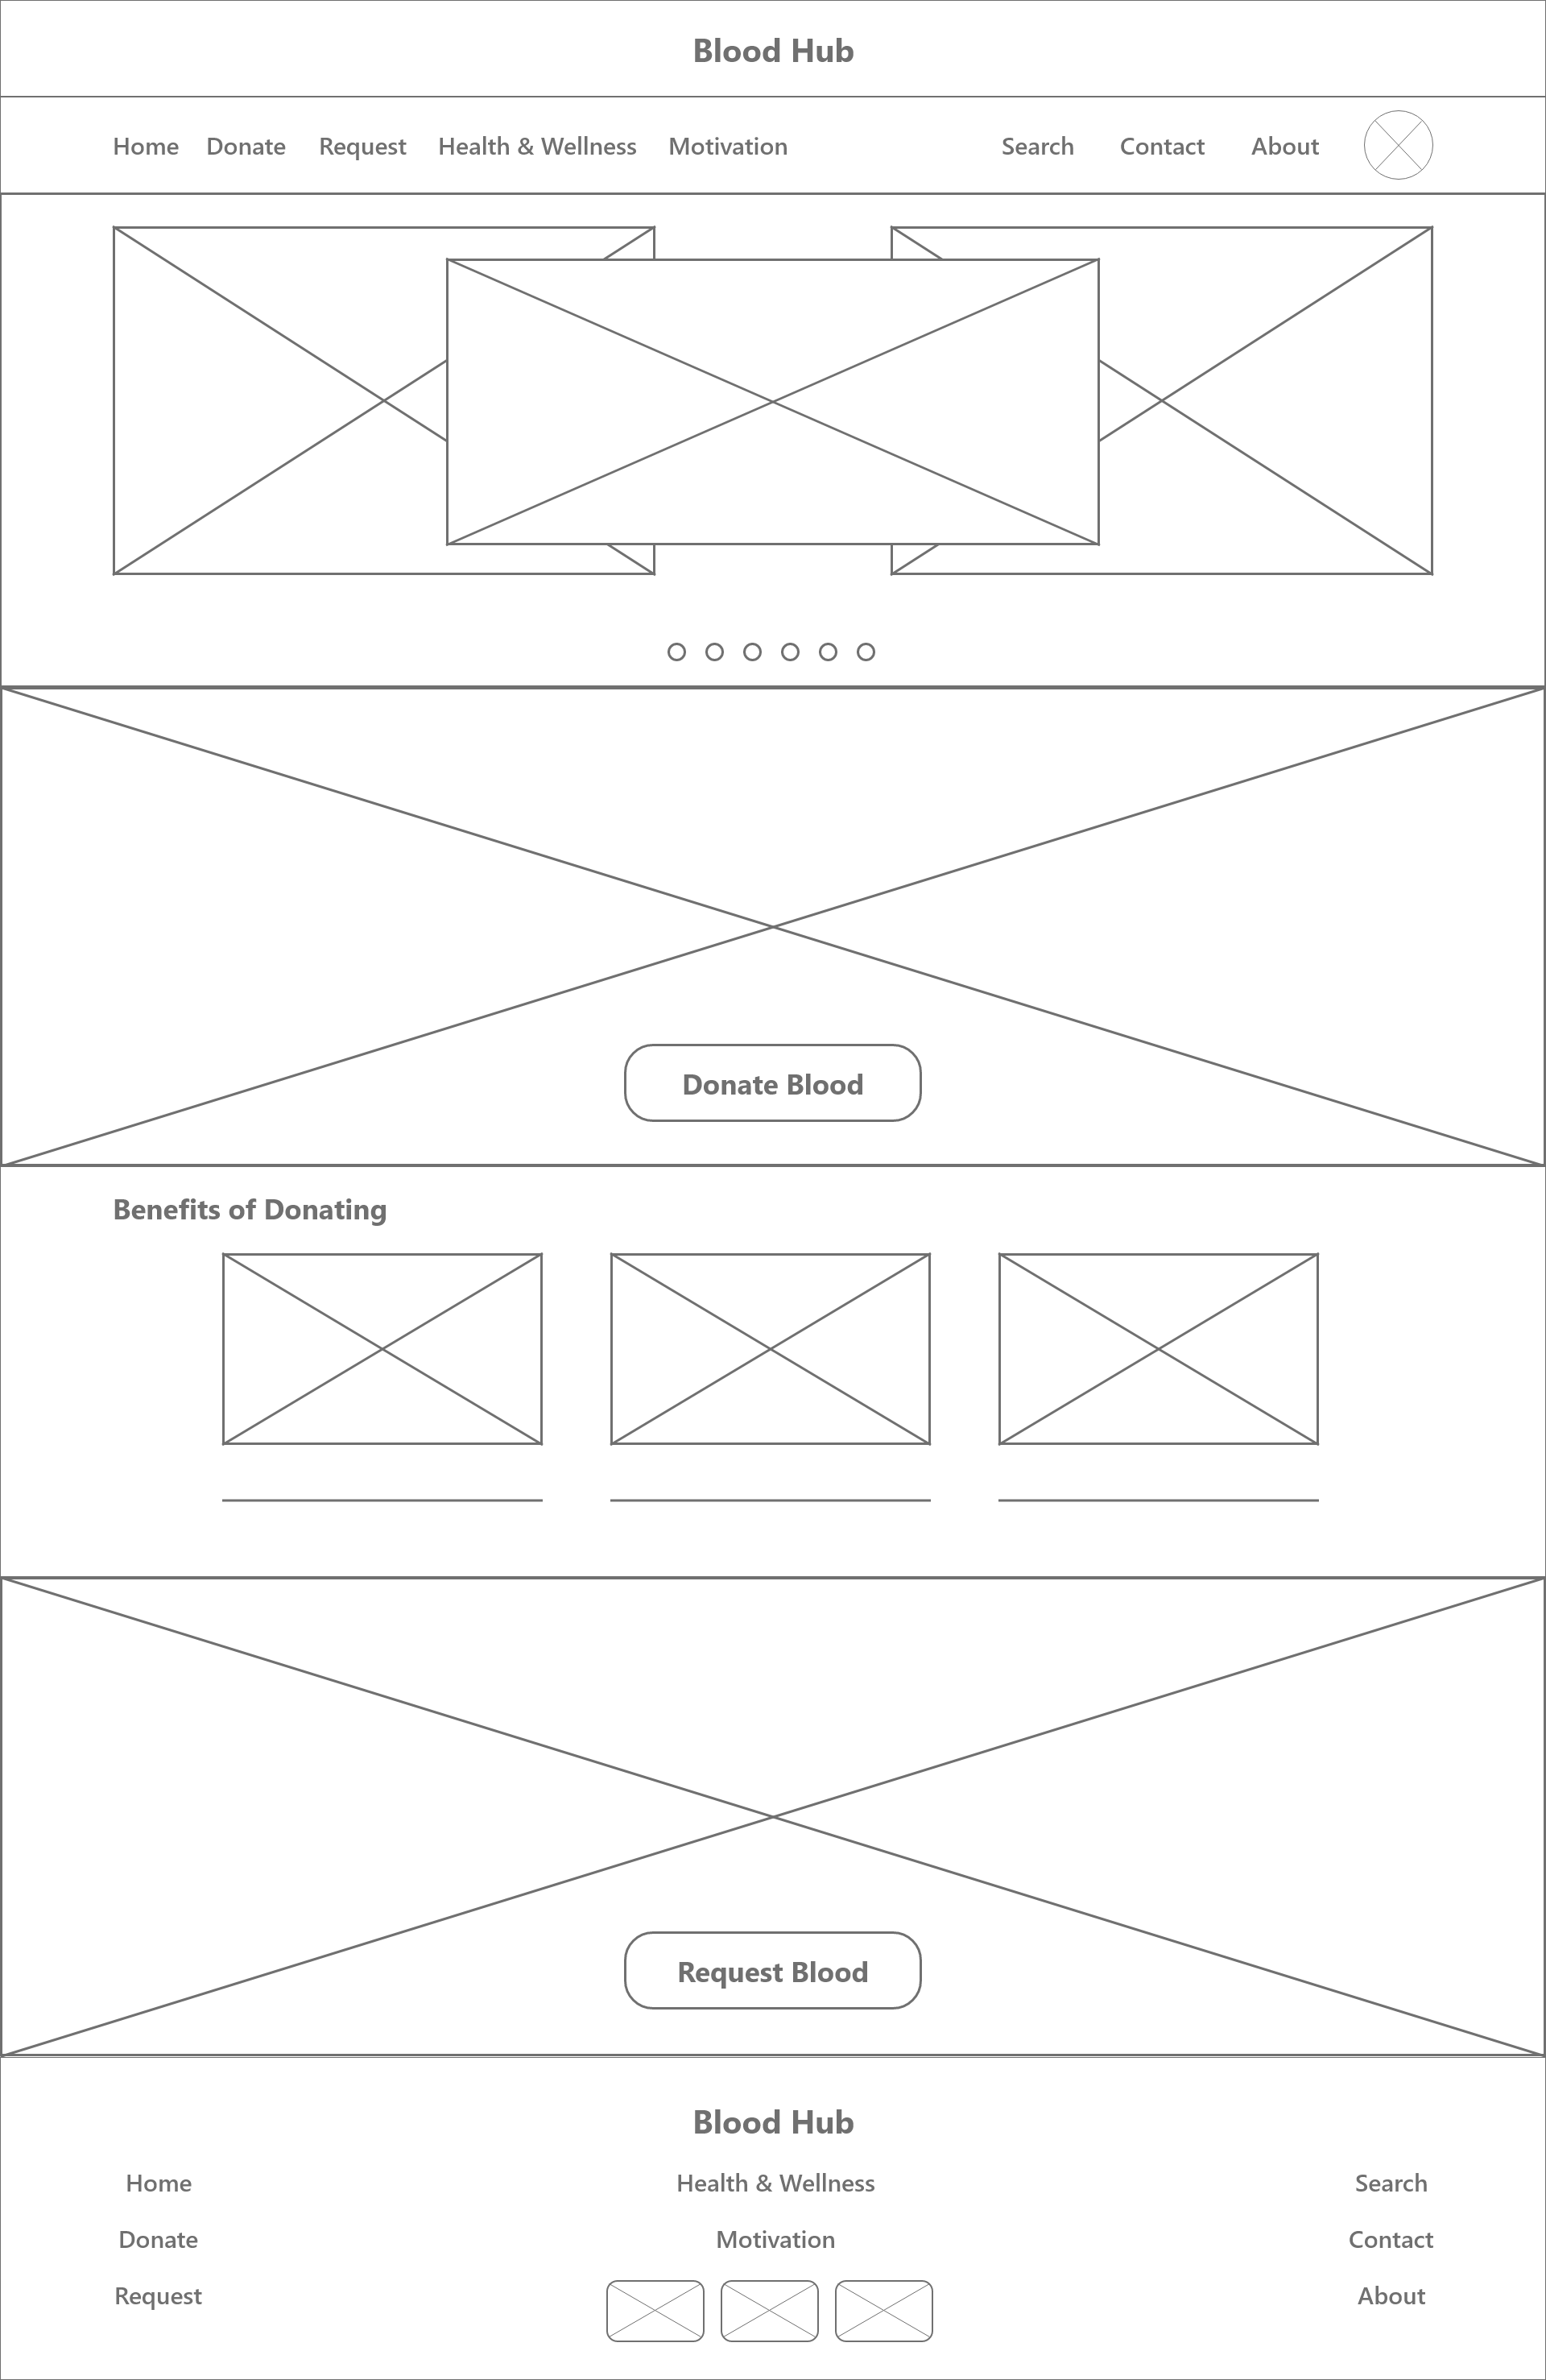 Blood Hub
Home Donate Request Health & Wellness Motivation Search Contact About
Donate Blood
Benefits of Donating
Request Blood
Blood Hub
Home Health & Wellness Search
Donate Motivation Contact
Request About